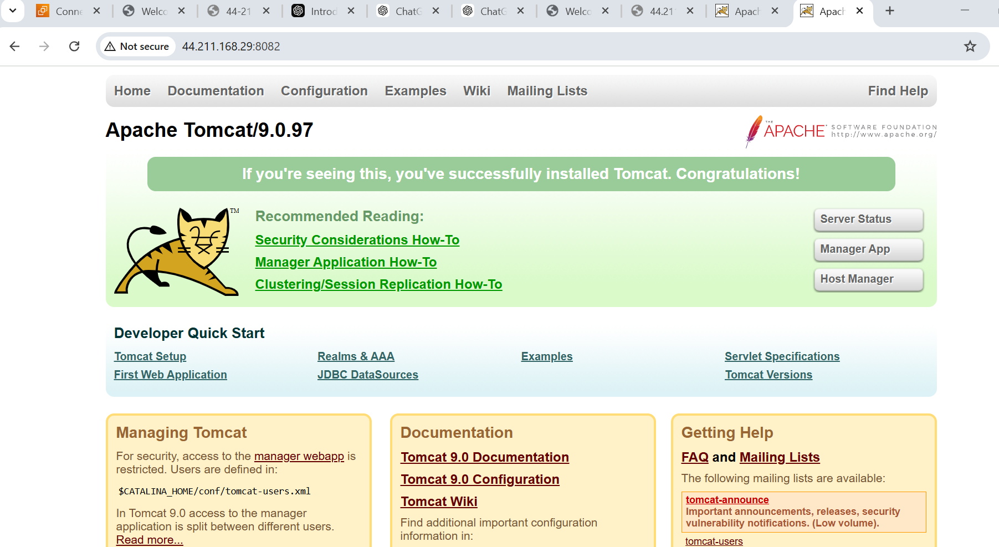 Conne
Welco
44-21
Introd
ChatG
ChatG
Welco
44.21
Apach
Apach
Not secure
44.211.168.29:8082
Home Documentation Configuration Examples Wiki Mailing Lists Find Help
Apache Tomcat/9.0.97
THE
APACHE SOFTWARE FOUNDATION
http://www.apache.org/
If you're seeing this, you've successfully installed Tomcat. Congratulations!
TM
Recommended Reading:
Security Considerations How-To
Manager Application How-To
Clustering/Session Replication How-To
Server Status
Manager App
Host Manager
Developer Quick Start
Tomcat Setup
First Web Application
Realms & AAA
JDBC DataSources
Examples
Servlet Specifications
Tomcat Versions
Managing Tomcat
For security, access to the manager webapp is
restricted. Users are defined in:
$CATALINA_HOME/conf/tomcat-users.xml
In Tomcat 9.0 access to the manager
application is split between different users.
Read more...
Documentation
Tomcat 9.0 Documentation
Tomcat 9.0 Configuration
Tomcat Wiki
Find additional important configuration
information in:
Getting Help
FAQ and Mailing Lists
The following mailing lists are available:
tomcat-announce
Important announcements, releases, security
vulnerability notifications. (Low volume).
tomcat-users